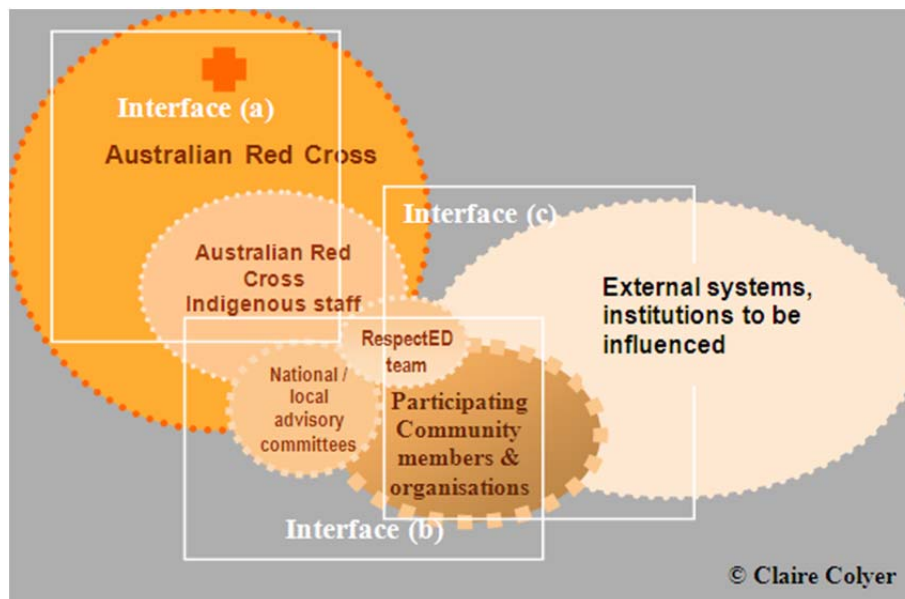 Interface (a)
Australian Red Cross
Interface (c)
Australian Red
Cross
Indigenous staff
External systems,
institutions to be
influenced
RespectED
team
National /
local
advisory
committees
Participating
Community
members &
organisations
Interface (b)
© Claire Colyer